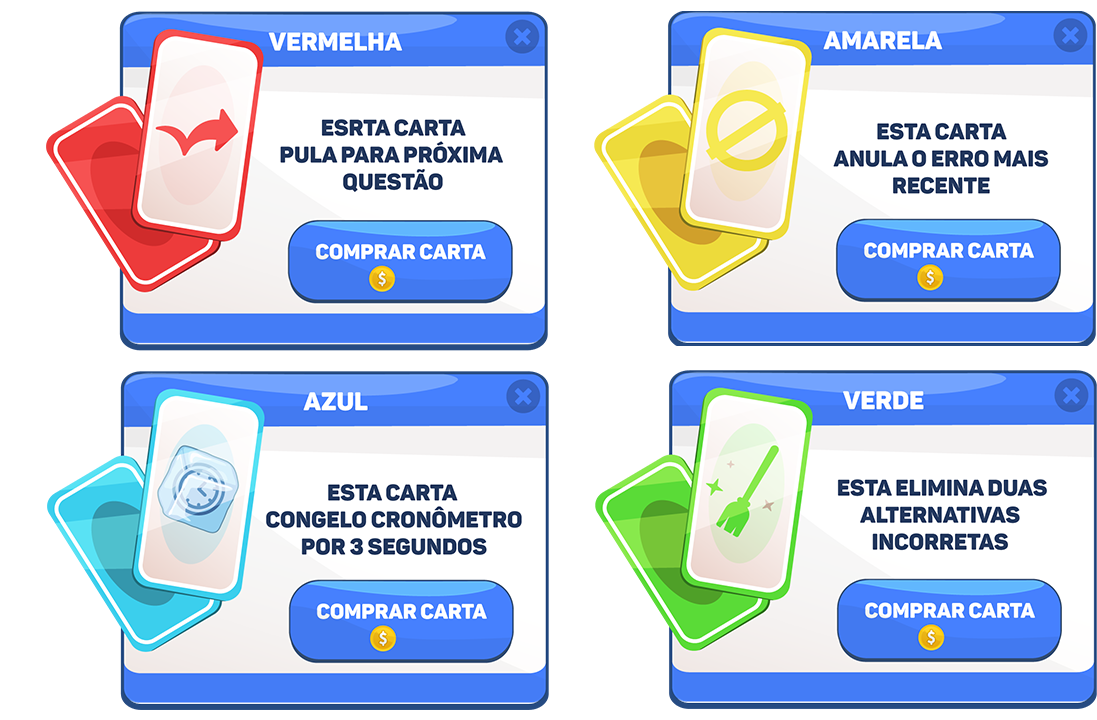 VERMELHA
ESRTA CARTA
PULA PARA PRÓXIMA
QUESTÃO
COMPRAR CARTA
$
AMARELA
ESTA CARTA
ANULA O ERRO MAIS
RECENTE
COMPRAR CARTA
$
AZUL
ESTA CARTA
CONGELO CRONÔMETRO
POR 3 SEGUNDOS
COMPRAR CARTA
$
VERDE
ESTA ELIMINA DUAS
ALTERNATIVAS
INCORRETAS
COMPRAR CARTA
$